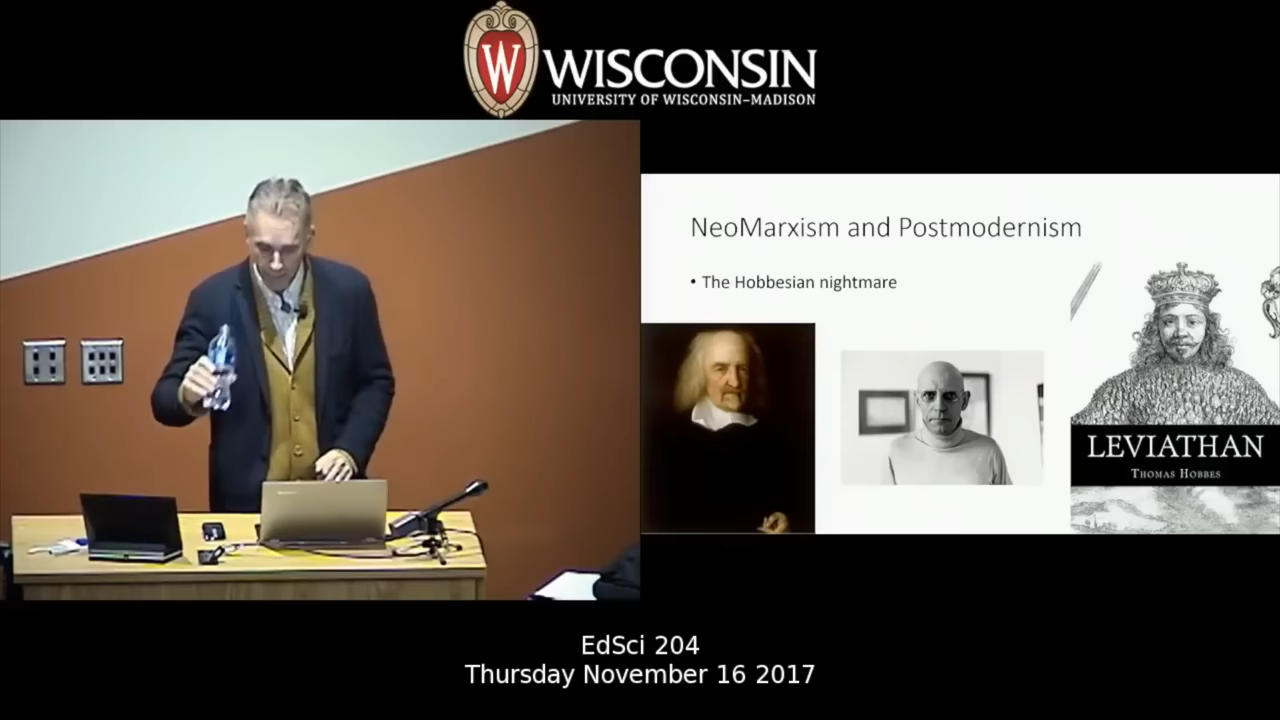 W
WISCONSIN
UNIVERSITY OF WISCONSIN–MADISON
NeoMarxism and Postmodernism
• The Hobbesian nightmare
LEVIATHAN
THOMAS HOBBES
EdSci 204
Thursday November 16 2017